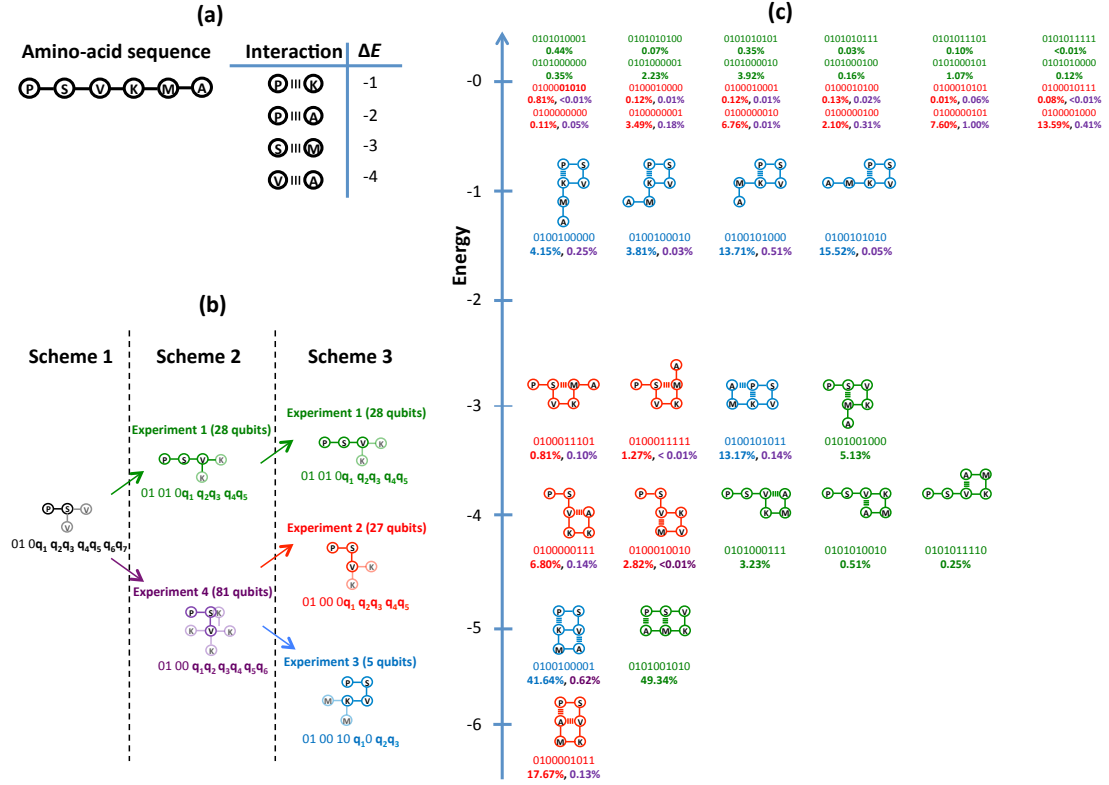 (a)
Amino-acid sequence
P S V K M A
Interaction ΔE
P K -1
P A -2
S M -3
V A -4
(b)
Scheme 1 Scheme 2 Scheme 3
Experiment 1 (28 qubits)
P S V K
K
01 01 0q1 q2q3 q4q5
Experiment 1 (28 qubits)
P S V K
K
01 01 0q1 q2q3 q4q5
P S V
V
01 0q1 q2q3 q4q5 q6q7
Experiment 2 (27 qubits)
P S
V K
K
01 00 0q1 q2q3 q4q5
Experiment 4 (81 qubits)
P S K
K V K
K
01 00 q1q2 q3q4 q5q6
Experiment 3 (5 qubits)
P S
M K V
M
01 00 10 q10 q2q3
(c)
Energy
-0
0101010001 0101010100 0101010101 0101010111 0101011101 0101011111
0.44% 0.07% 0.35% 0.03% 0.10% <0.01%
0101000000 0101000001 0101000010 0101000100 0101000101 0101010000
0.35% 2.23% 3.92% 0.16% 1.07% 0.12%
0100001010 0100010000 0100010001 0100010100 0100010101 0100010111
0.81%, <0.01% 0.12%, 0.01% 0.12%, 0.01% 0.13%, 0.02% 0.01%, 0.06% 0.08%, <0.01%
0100000000 0100000001 0100000010 0100000100 0100000101 0100001000
0.11%, 0.05% 3.49%, 0.18% 6.76%, 0.01% 2.10%, 0.31% 7.60%, 1.00% 13.59%, 0.41%
-1
P S P S P S P S
K V K V M K V A M K V
M A M A
A
0100100000 0100100010 0100101000 0100101010
4.15%, 0.25% 3.81%, 0.03% 13.71%, 0.51% 15.52%, 0.05%
-2
-3
A
P S M A P S M A P S P S V
V K V K M K V M K
A
0100011101 0100011111 0100101011 0101001000
0.81%, 0.10% 1.27%, < 0.01% 13.17%, 0.14% 5.13%
-4
A M
P S P S P S V A P S V K P S V K
V A V K K M A M
K K M V
0100000111 0100010010 0101000111 0101010010 0101011110
6.80%, 0.14% 2.82%, <0.01% 3.23% 0.51% 0.25%
-5
P S P S V
K V A M K
M A
0100100001 0101001010
41.64%, 0.62% 49.34%
-6
P S
A V
M K
0100001011
17.67%, 0.13%